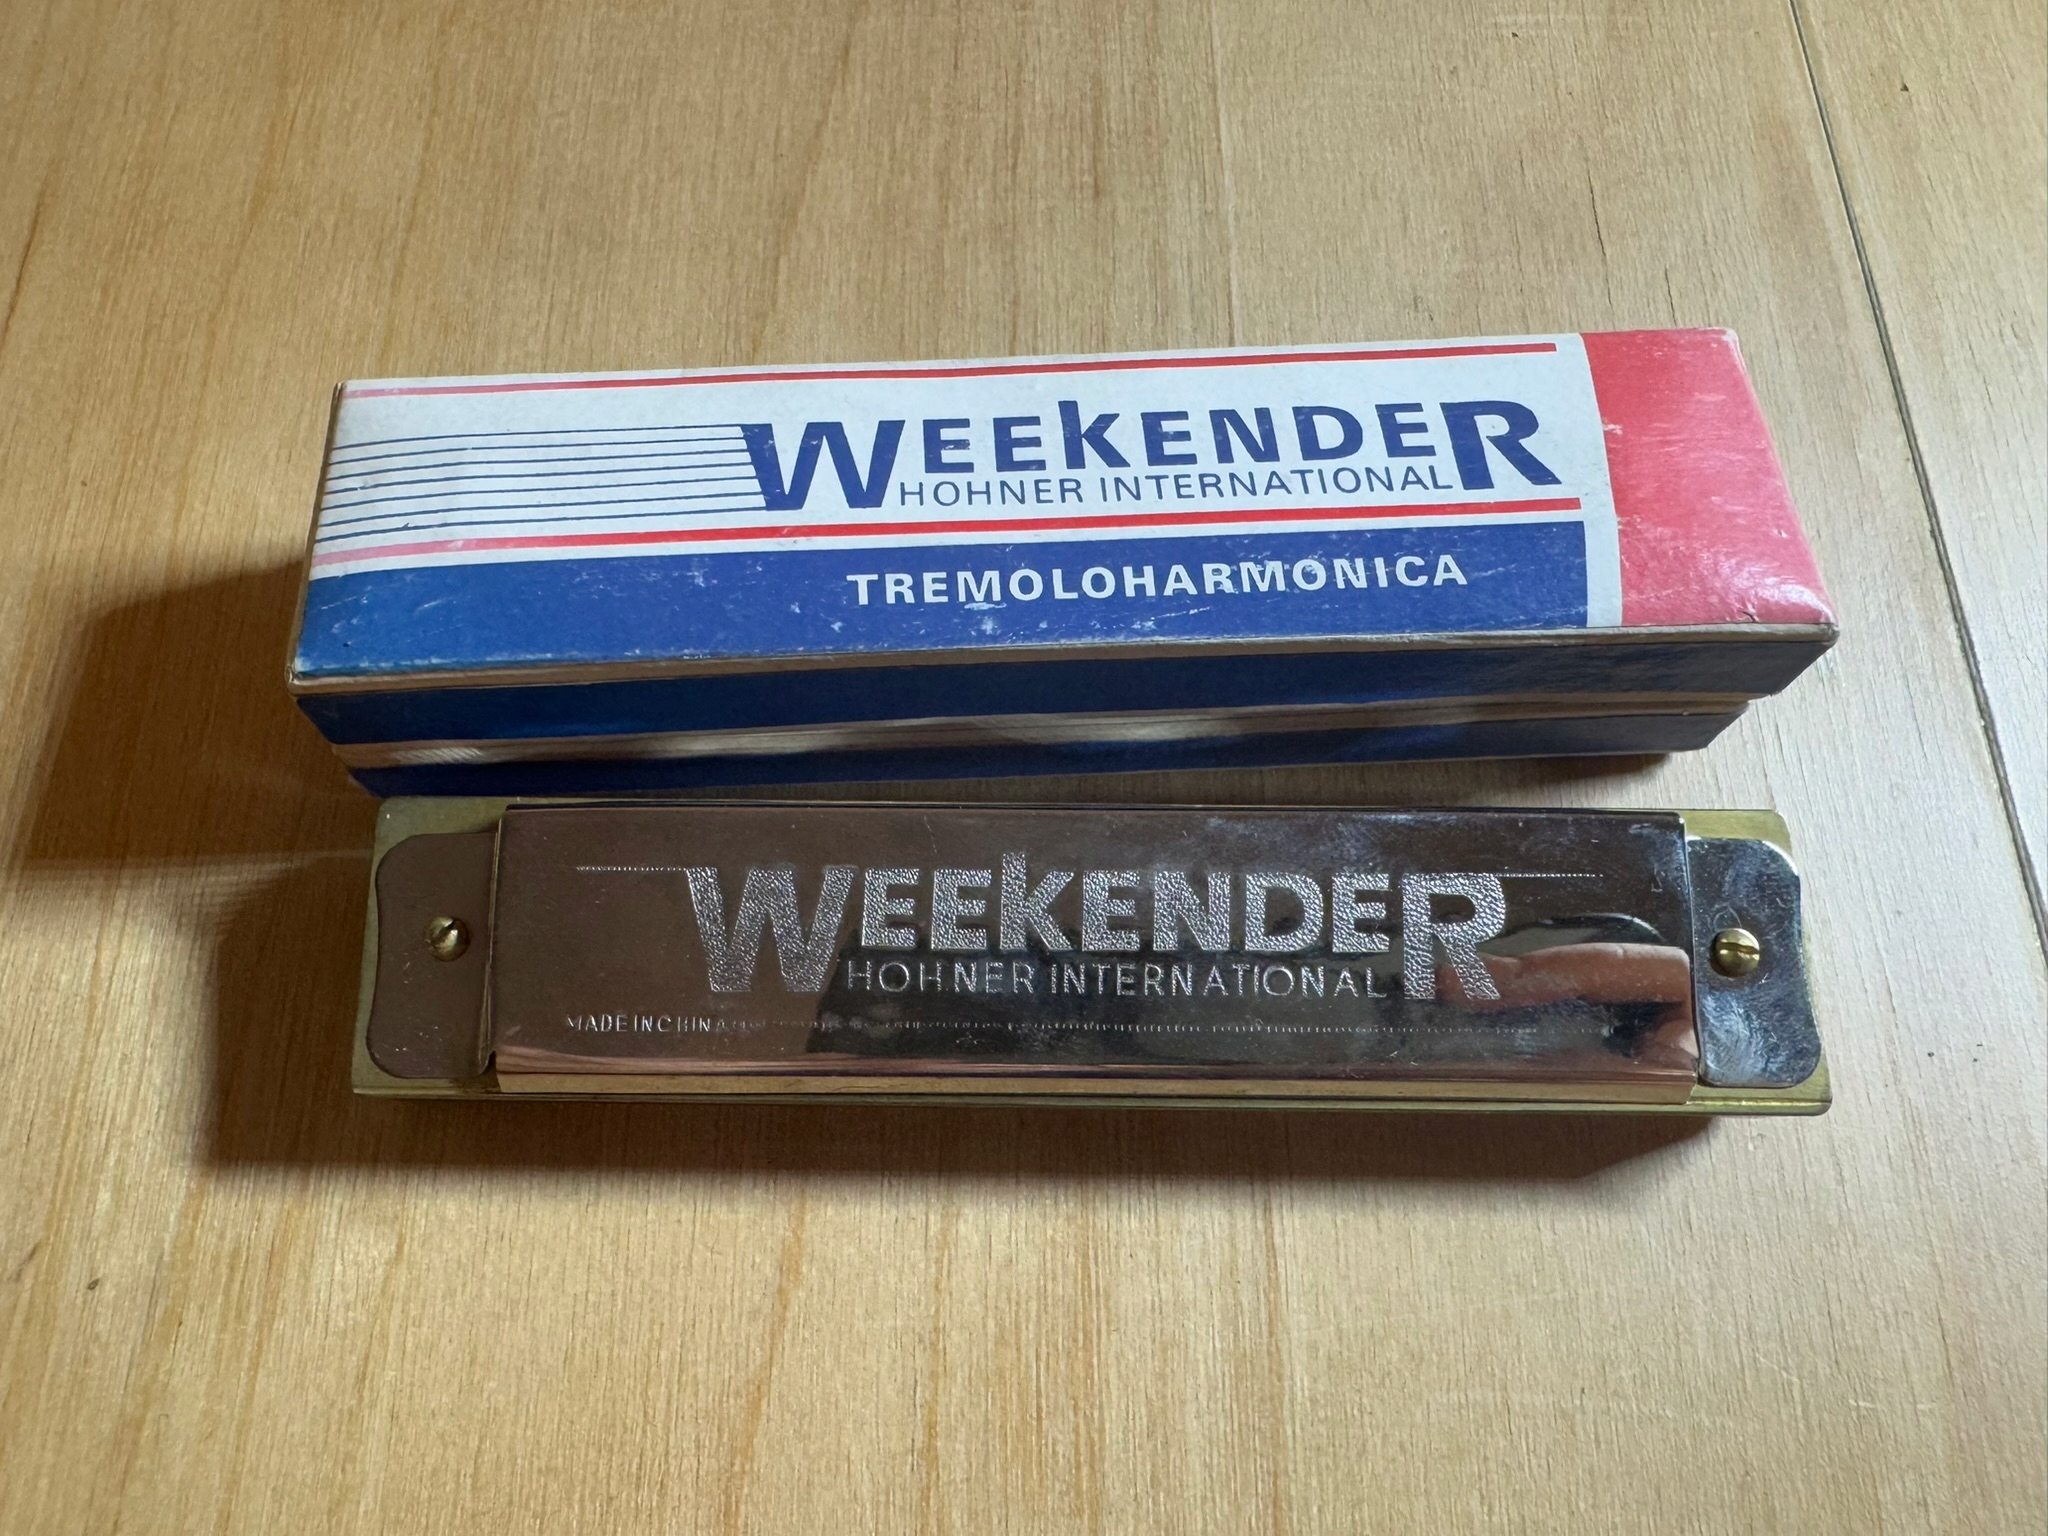 WEEKENDER
HOHNER INTERNATIONAL
TREMOLOHARMONICA
WEEKENDER
HOHNER INTERNATIONAL
MADE IN CHINA